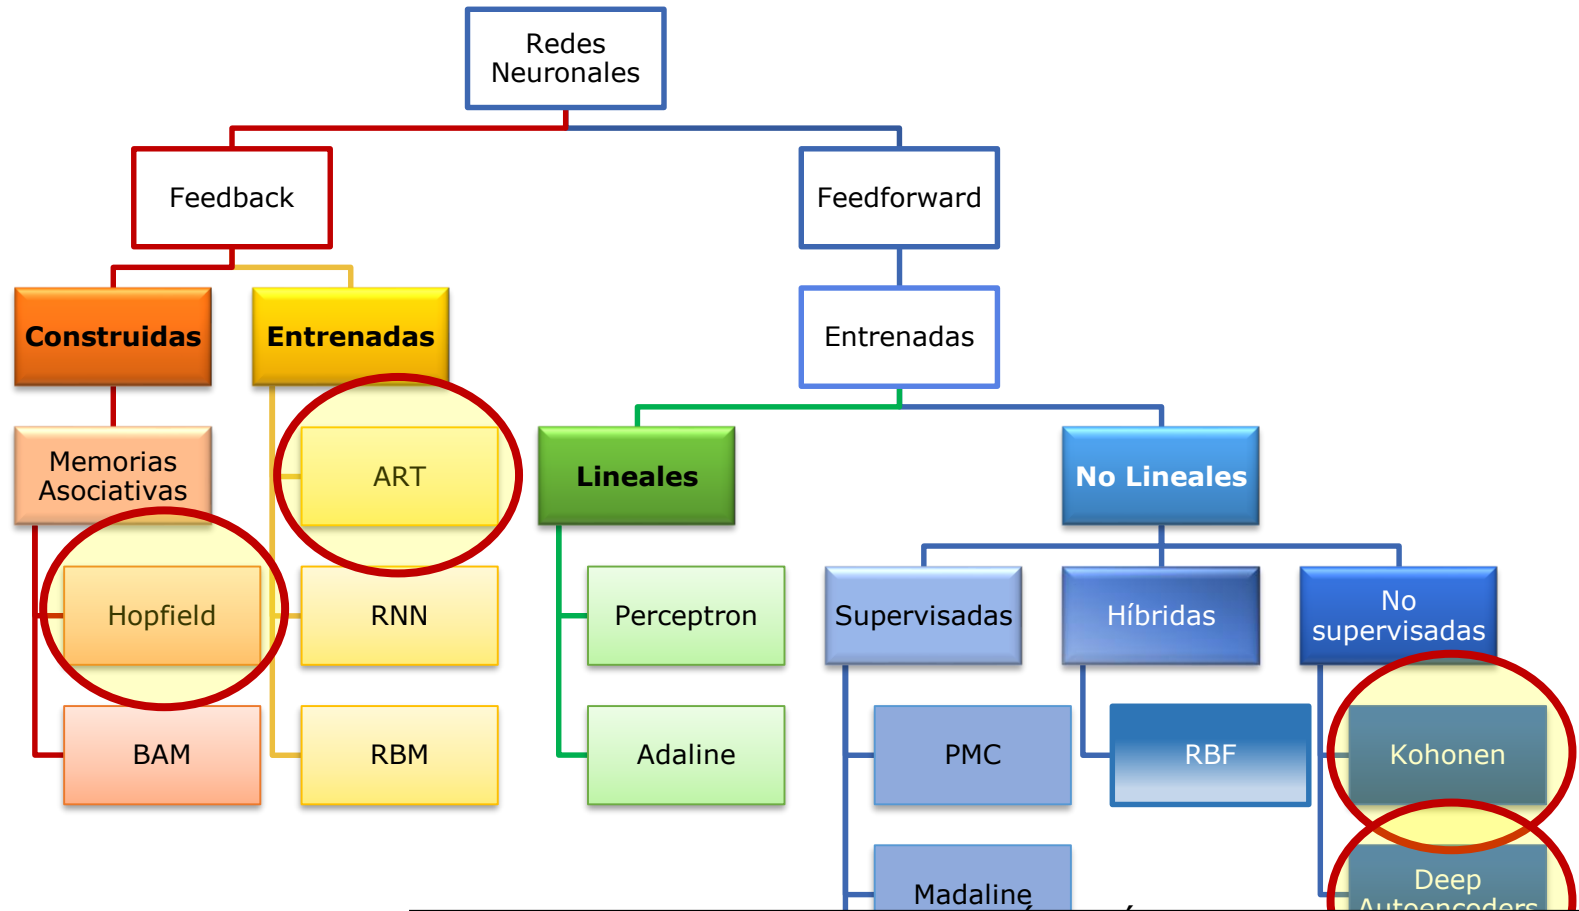 Redes
Neuronales
Feedback
Feedforward
Construidas
Entrenadas
Entrenadas
Memorias
Asociativas
ART
Lineales
No Lineales
Hopfield
RNN
Perceptron
Supervisadas
Híbridas
No
supervisadas
BAM
RBM
Adaline
PMC
RBF
Kohonen
Madaline
Deep
Autoencoders